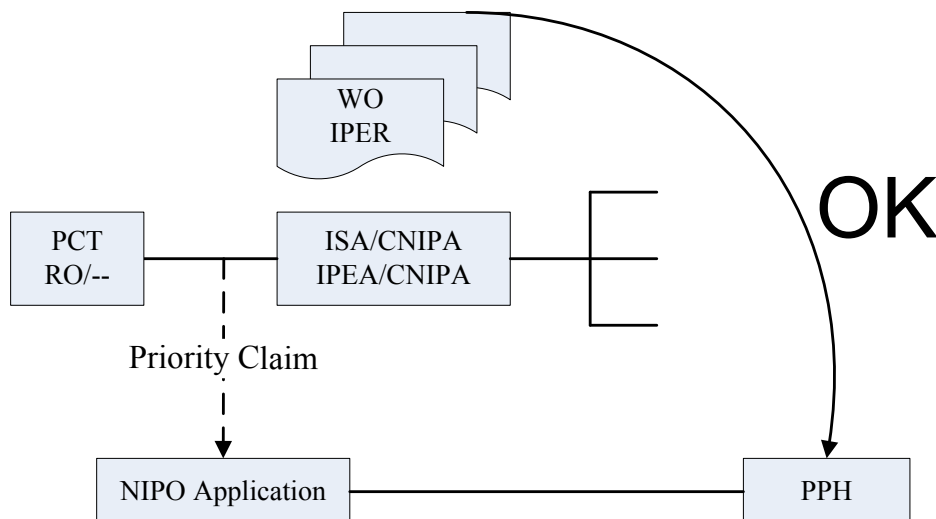 WO
IPER
OK
PCT
RO/--
ISA/CNIPA
IPEA/CNIPA
Priority Claim
NIPO Application
PPH